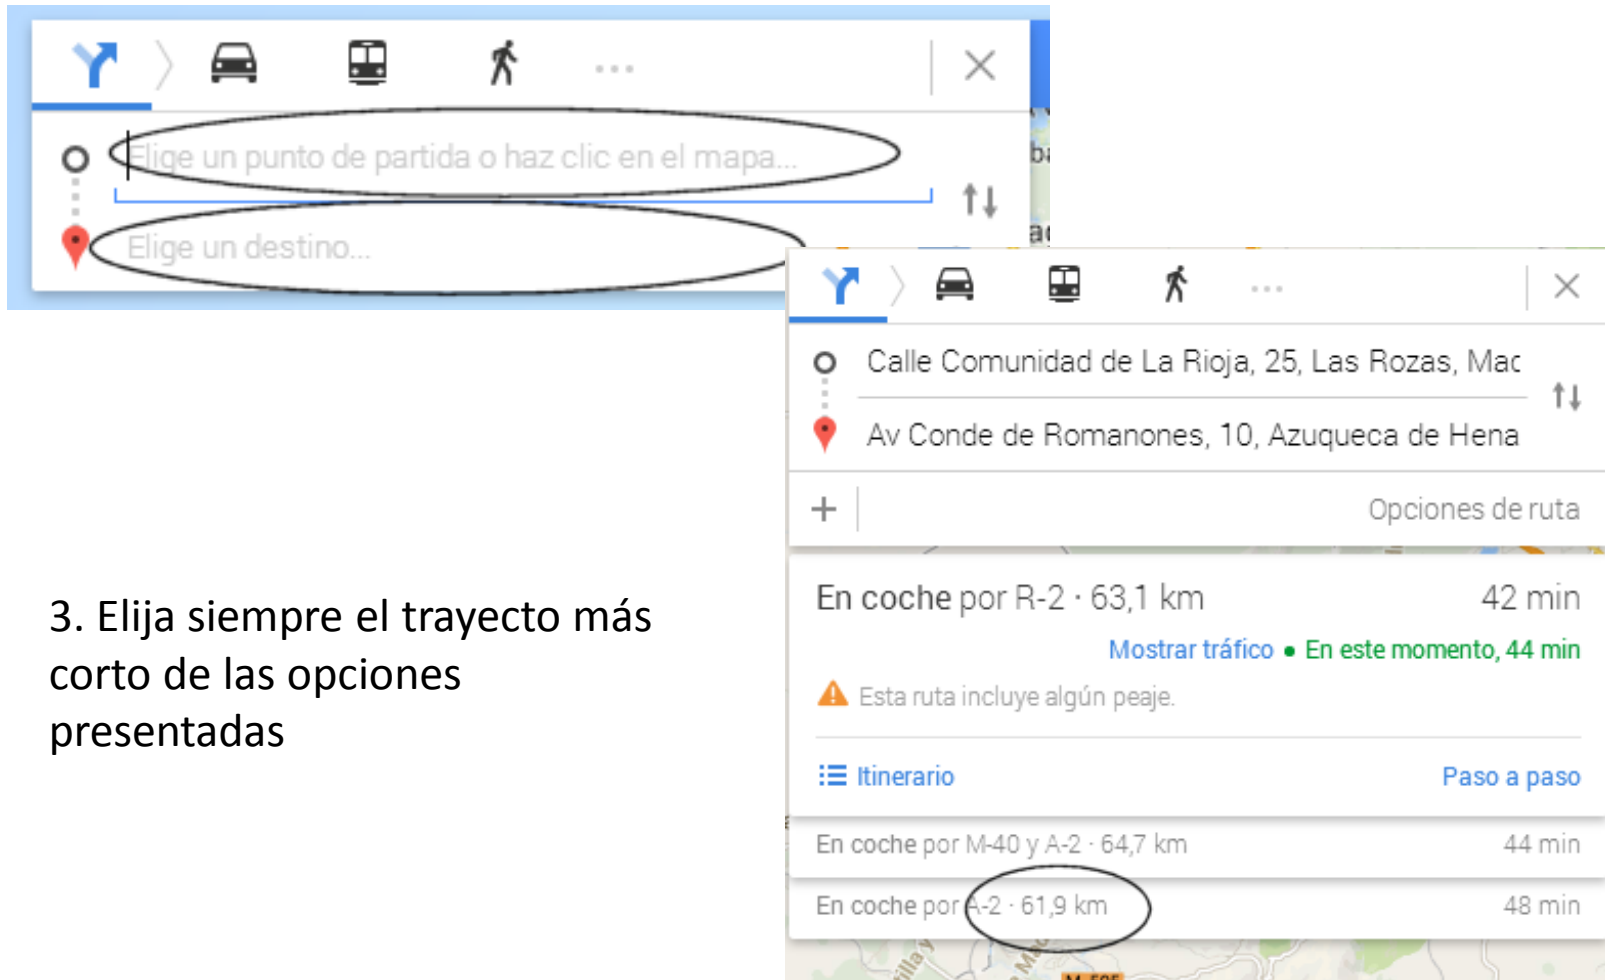 Elige un punto de partida o haz clic en el mapa...
Elige un destino...
Calle Comunidad de La Rioja, 25, Las Rozas, Mac
Av Conde de Romanones, 10, Azuqueca de Hena
Opciones de ruta
3. Elija siempre el trayecto más
corto de las opciones
presentadas
En coche por R-2 · 63,1 km 42 min
Mostrar tráfico • En este momento, 44 min
Esta ruta incluye algún peaje.
Itinerario Paso a paso
En coche por M-40 y A-2 · 64,7 km 44 min
En coche por A-2 · 61,9 km 48 min